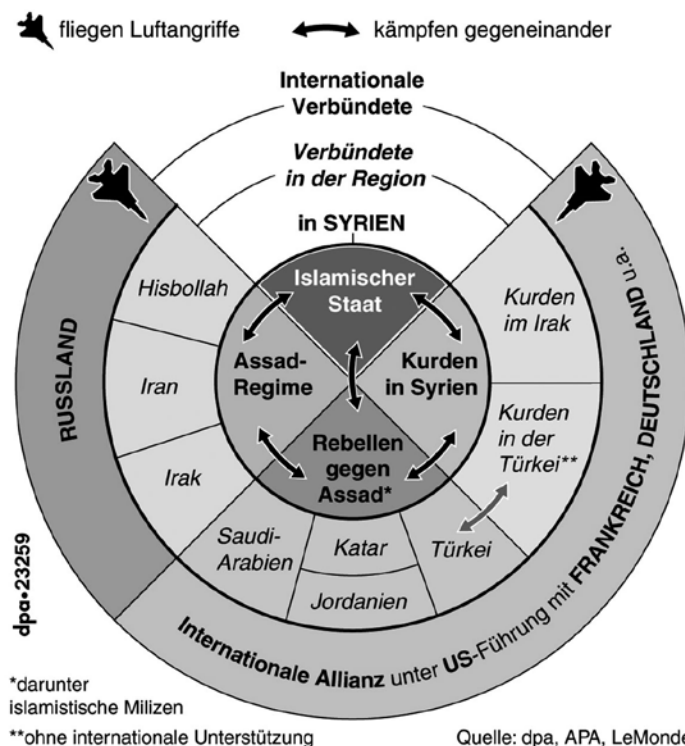 fliegen Luftangriffe
kämpfen gegeneinander
Internationale
Verbündete
Verbündete
in der Region
in SYRIEN
Islamischer
Staat
Hisbollah
Kurden
im Irak
RUSSLAND
Iran
Assad-
Regime
Kurden
in Syrien
Kurden
in der
Türkei**
Rebellen
gegen
Assad*
Irak
Saudi-
Arabien
Katar
Jordanien
Türkei
Internationale Allianz unter US-Führung mit FRANKREICH, DEUTSCHLAND u.a.
dpa•23259
*darunter
islamistische Milizen
**ohne internationale Unterstützung
Quelle: dpa, APA, LeMonde